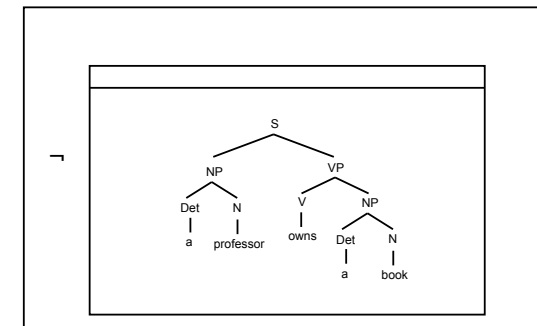 S
NP VP
¬ Det N V NP
a professor owns Det N
a book